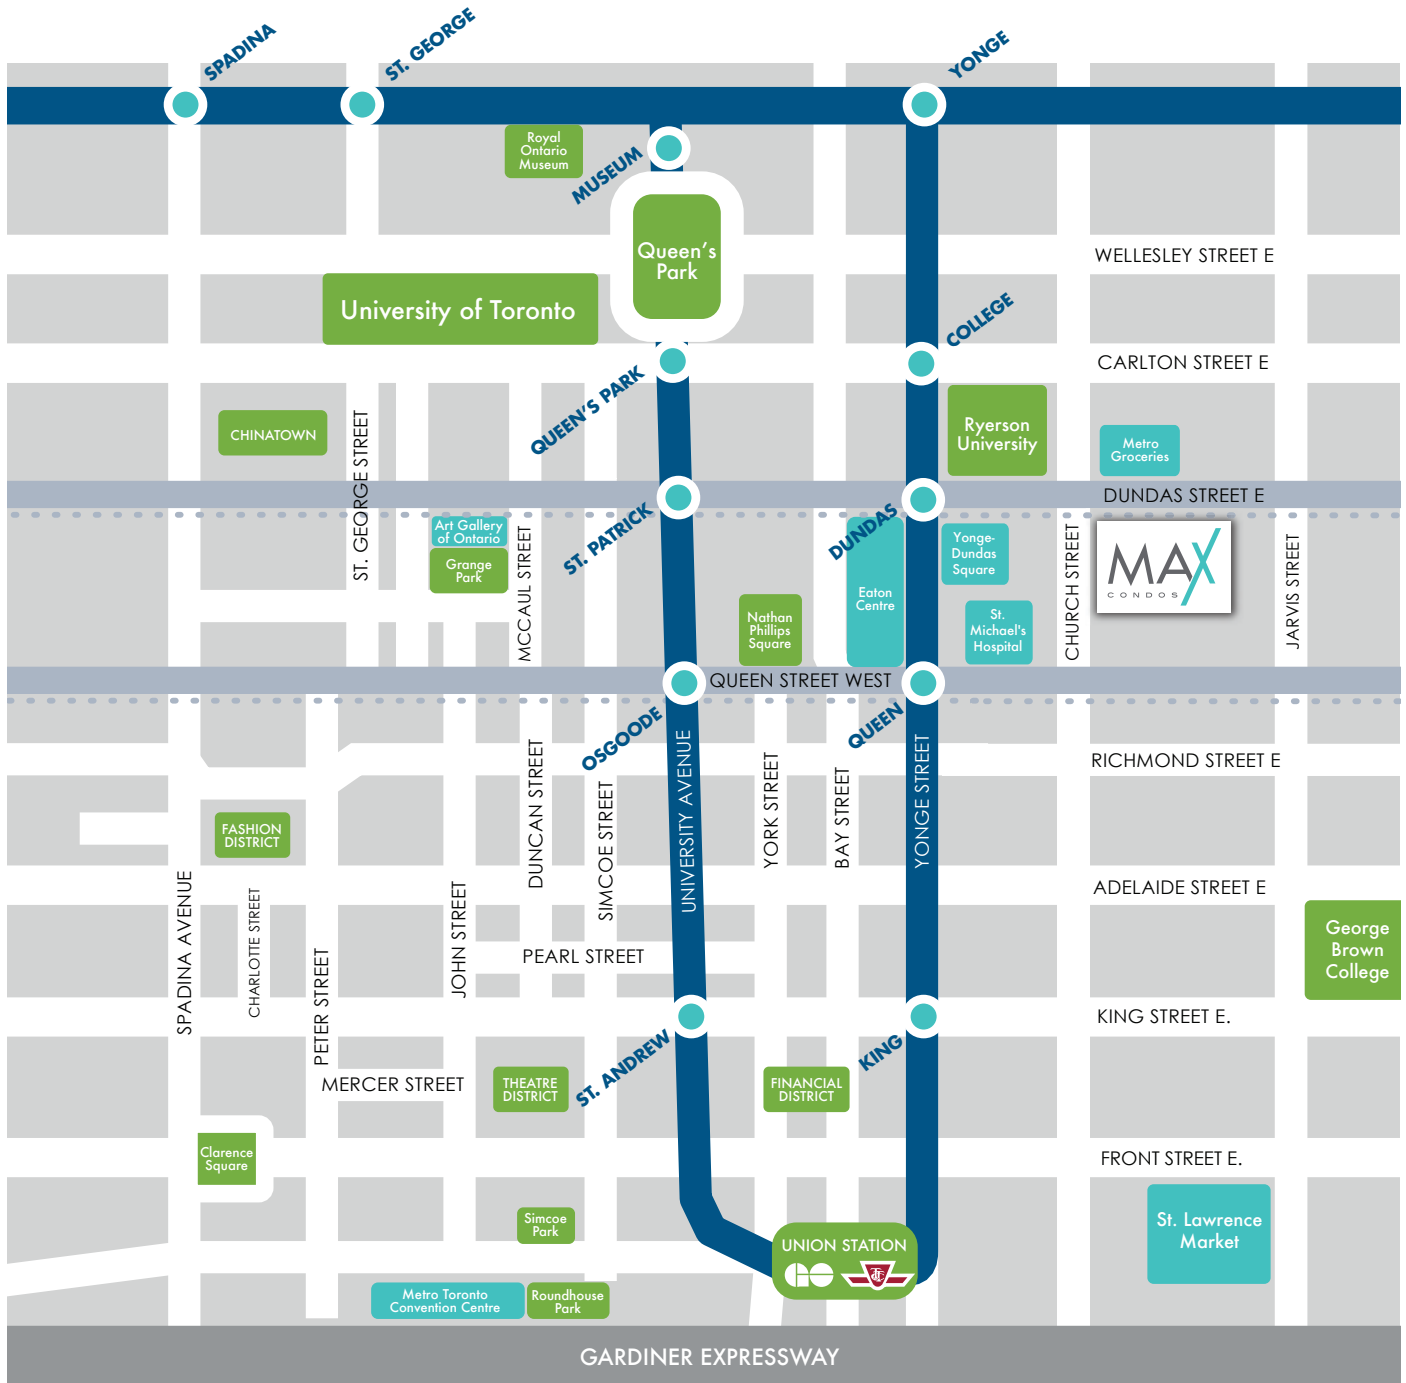 SPADINA
ST. GEORGE
YONGE
Royal
Ontario
Museum
MUSEUM
Queen's
Park
WELLESLEY STREET E
University of Toronto
COLLEGE
CARLTON STREET E
QUEEN'S PARK
CHINATOWN
ST. GEORGE STREET
Ryerson
University
Metro
Groceries
DUNDAS STREET E
ST. PATRICK
DUNDAS
Art Gallery
of Ontario
Grange
Park
MCCAUL STREET
Yonge-
Dundas
Square
CHURCH STREET
MAX
CONDOS
JARVIS STREET
Eaton
Centre
Nathan
Phillips
Square
St.
Michael's
Hospital
QUEEN STREET WEST
OSGOODE
QUEEN
UNIVERSITY AVENUE
YONGE STREET
RICHMOND STREET E
DUNCAN STREET
SIMCOE STREET
YORK STREET
BAY STREET
FASHION
DISTRICT
ADELAIDE STREET E
SPADINA AVENUE
CHARLOTTE STREET
PETER STREET
JOHN STREET
PEARL STREET
George
Brown
College
KING STREET E.
ST. ANDREW
KING
MERCER STREET
THEATRE
DISTRICT
FINANCIAL
DISTRICT
Clarence
Square
FRONT STREET E.
Simcoe
Park
St. Lawrence
Market
UNION STATION
GO
TTC
Metro Toronto
Convention Centre
Roundhouse
Park
GARDINER EXPRESSWAY